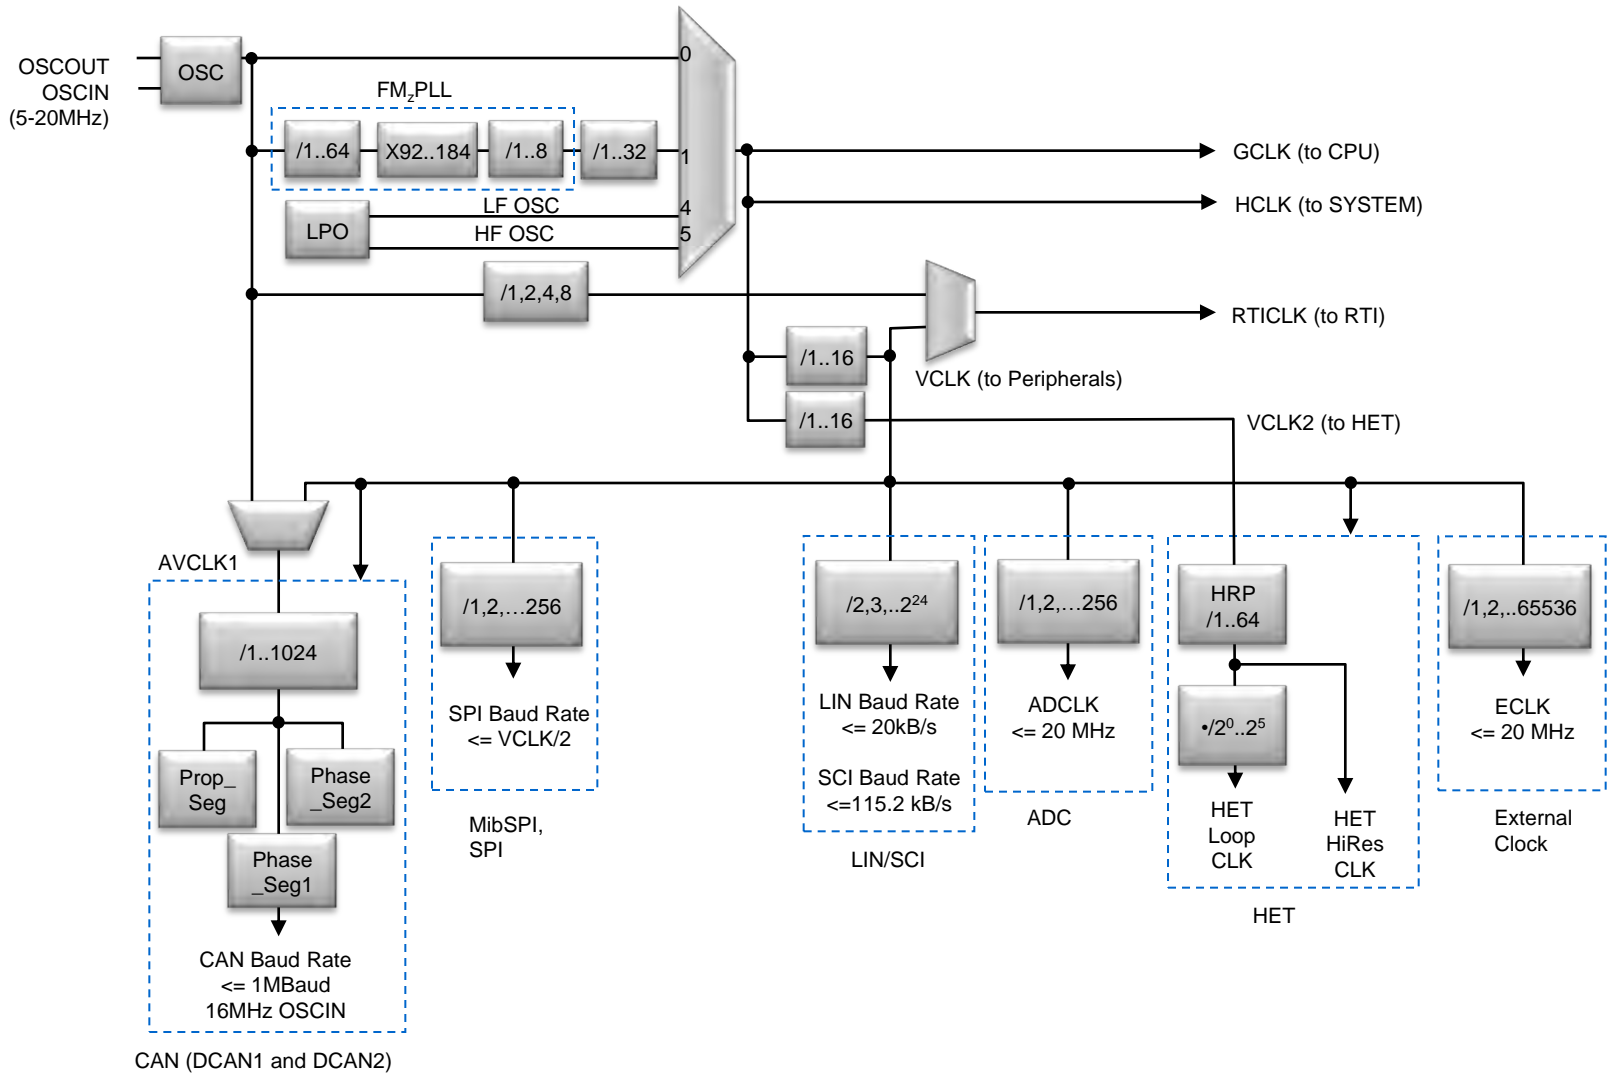 OSCOUT
OSCIN
(5-20MHz)
OSC
FMzPLL
/1..64
X92..184
/1..8
/1..32
LPO
LF OSC
HF OSC
0
1
4
5
GCLK (to CPU)
HCLK (to SYSTEM)
/1,2,4,8
RTICLK (to RTI)
/1..16
VCLK (to Peripherals)
/1..16
VCLK2 (to HET)
AVCLK1
/1..1024
Prop_
Seg
Phase
_Seg2
Phase
_Seg1
CAN Baud Rate
<= 1MBaud
16MHz OSCIN
CAN (DCAN1 and DCAN2)
/1,2,…256
SPI Baud Rate
<= VCLK/2
MibSPI,
SPI
/2,3,..2²⁴
LIN Baud Rate
<= 20kB/s
SCI Baud Rate
<=115.2 kB/s
LIN/SCI
/1,2,…256
ADCLK
<= 20 MHz
ADC
HRP
/1..64
•/2⁰..2⁵
HET
Loop
CLK
HET
HiRes
CLK
HET
/1,2,..65536
ECLK
<= 20 MHz
External
Clock